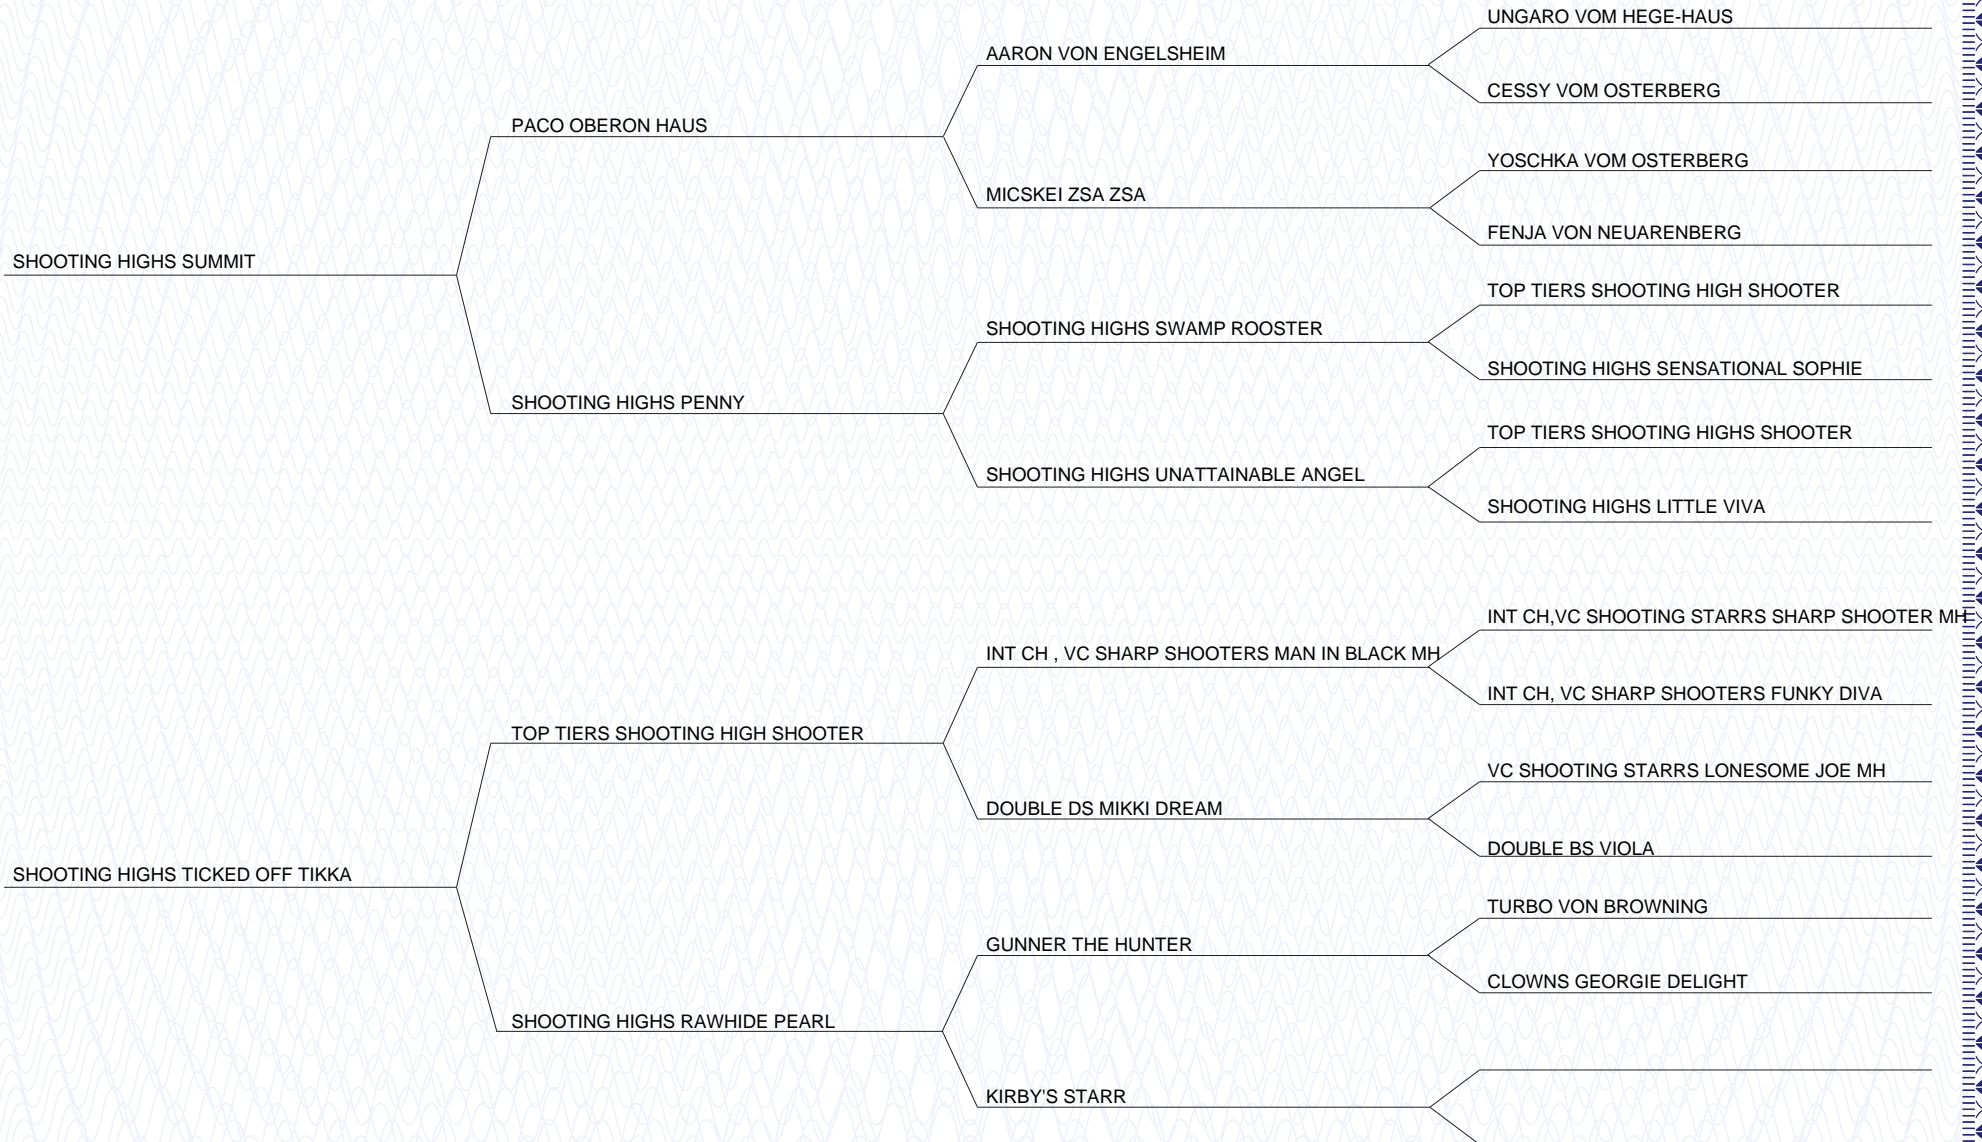 UNGARO VOM HEGE-HAUS
AARON VON ENGELSHEIM
CESSY VOM OSTERBERG
PACO OBERON HAUS
YOSCHKA VOM OSTERBERG
MICSKEI ZSA ZSA
FENJA VON NEUARENBERG
SHOOTING HIGHS SUMMIT
TOP TIERS SHOOTING HIGH SHOOTER
SHOOTING HIGHS SWAMP ROOSTER
SHOOTING HIGHS SENSATIONAL SOPHIE
SHOOTING HIGHS PENNY
TOP TIERS SHOOTING HIGHS SHOOTER
SHOOTING HIGHS UNATTAINABLE ANGEL
SHOOTING HIGHS LITTLE VIVA
INT CH,VC SHOOTING STARRS SHARP SHOOTER MH
INT CH , VC SHARP SHOOTERS MAN IN BLACK MH
INT CH, VC SHARP SHOOTERS FUNKY DIVA
TOP TIERS SHOOTING HIGH SHOOTER
VC SHOOTING STARRS LONESOME JOE MH
DOUBLE DS MIKKI DREAM
DOUBLE BS VIOLA
SHOOTING HIGHS TICKED OFF TIKKA
TURBO VON BROWNING
GUNNER THE HUNTER
CLOWNS GEORGIE DELIGHT
SHOOTING HIGHS RAWHIDE PEARL
KIRBY'S STARR